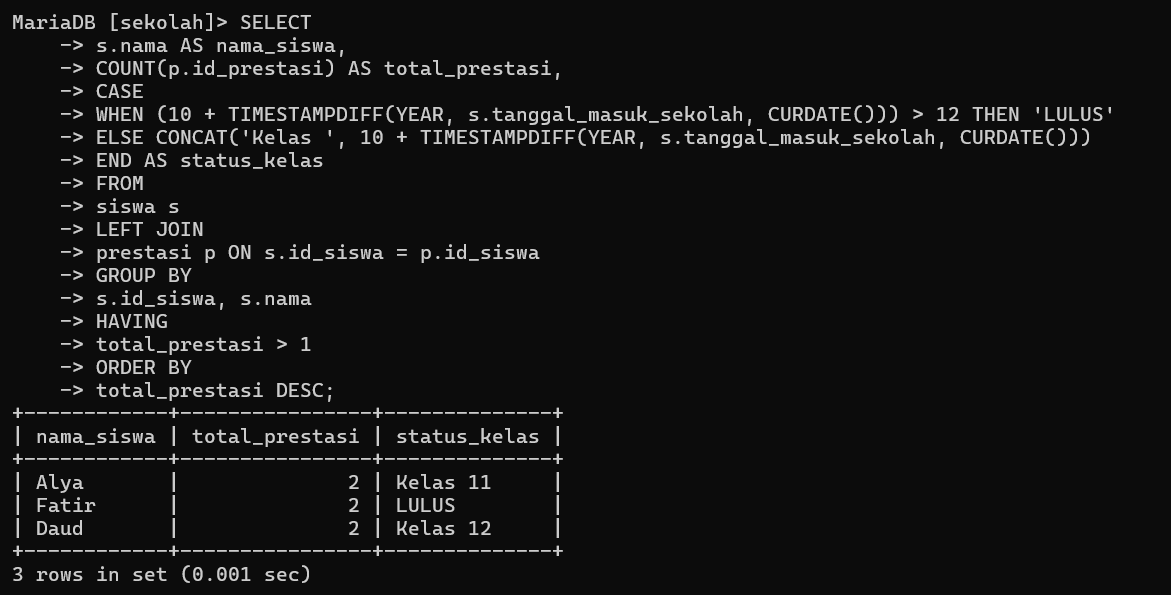 MariaDB [sekolah]> SELECT
    -> s.nama AS nama_siswa,
    -> COUNT(p.id_prestasi) AS total_prestasi,
    -> CASE
    -> WHEN (10 + TIMESTAMPDIFF(YEAR, s.tanggal_masuk_sekolah, CURDATE())) > 12 THEN 'LULUS'
    -> ELSE CONCAT('Kelas ', 10 + TIMESTAMPDIFF(YEAR, s.tanggal_masuk_sekolah, CURDATE()))
    -> END AS status_kelas
    -> FROM
    -> siswa s
    -> LEFT JOIN
    -> prestasi p ON s.id_siswa = p.id_siswa
    -> GROUP BY
    -> s.id_siswa, s.nama
    -> HAVING
    -> total_prestasi > 1
    -> ORDER BY
    -> total_prestasi DESC;
+------------+----------------+--------------+
| nama_siswa | total_prestasi | status_kelas |
+------------+----------------+--------------+
| Alya       |              2 | Kelas 11     |
| Fatir      |              2 | LULUS        |
| Daud       |              2 | Kelas 12     |
+------------+----------------+--------------+
3 rows in set (0.001 sec)